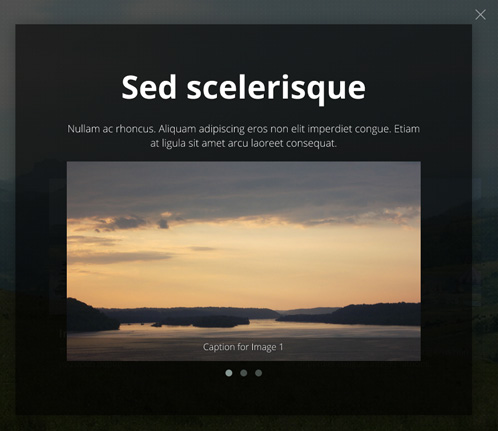 Sed scelerisque
Nullam ac rhoncus. Aliquam adipiscing eros non elit imperdiet congue. Etiam
at ligula sit amet arcu laoreet consequat.
Caption for Image 1